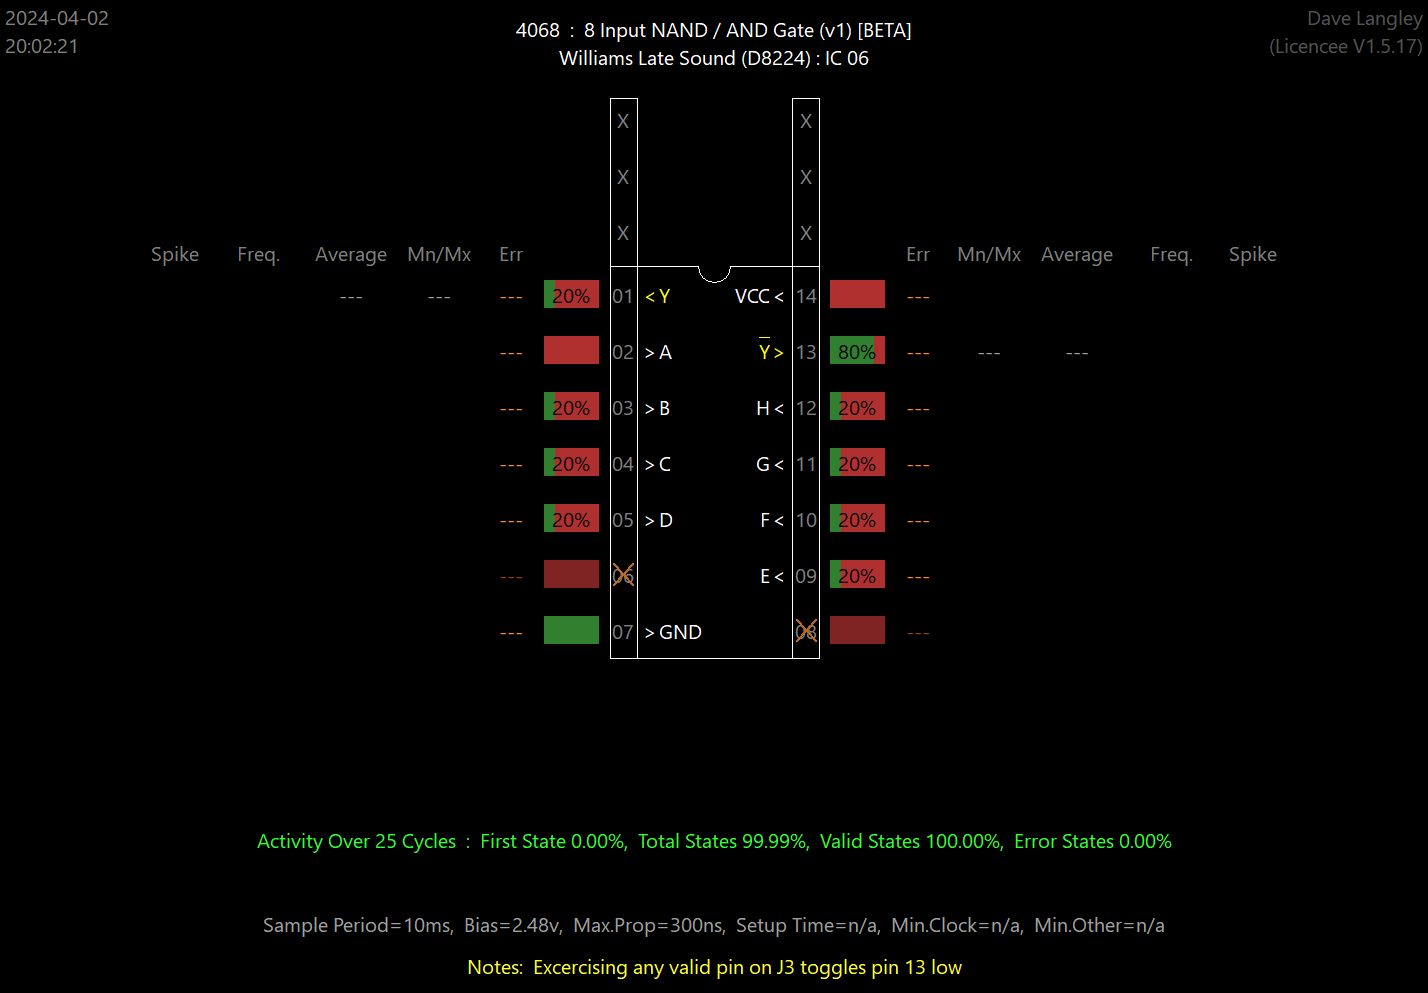 2024-04-02
20:02:21
4068 : 8 Input NAND / AND Gate (v1) [BETA]
Williams Late Sound (D8224) : IC 06
Dave Langley
(Licencee V1.5.17)
X X
X X
X X
Spike Freq. Average Mn/Mx Err Err Mn/Mx Average Freq. Spike
--- --- --- 20% 01 < Y VCC < 14 ---
--- 02 > A Y > 13 80% --- --- ---
--- 20% 03 > B H < 12 20% ---
--- 20% 04 > C G < 11 20% ---
--- 20% 05 > D F < 10 20% ---
--- 06 E < 09 20% ---
--- 07 > GND 08 ---
Activity Over 25 Cycles : First State 0.00%, Total States 99.99%, Valid States 100.00%, Error States 0.00%
Sample Period=10ms, Bias=2.48v, Max.Prop=300ns, Setup Time=n/a, Min.Clock=n/a, Min.Other=n/a
Notes: Excercising any valid pin on J3 toggles pin 13 low